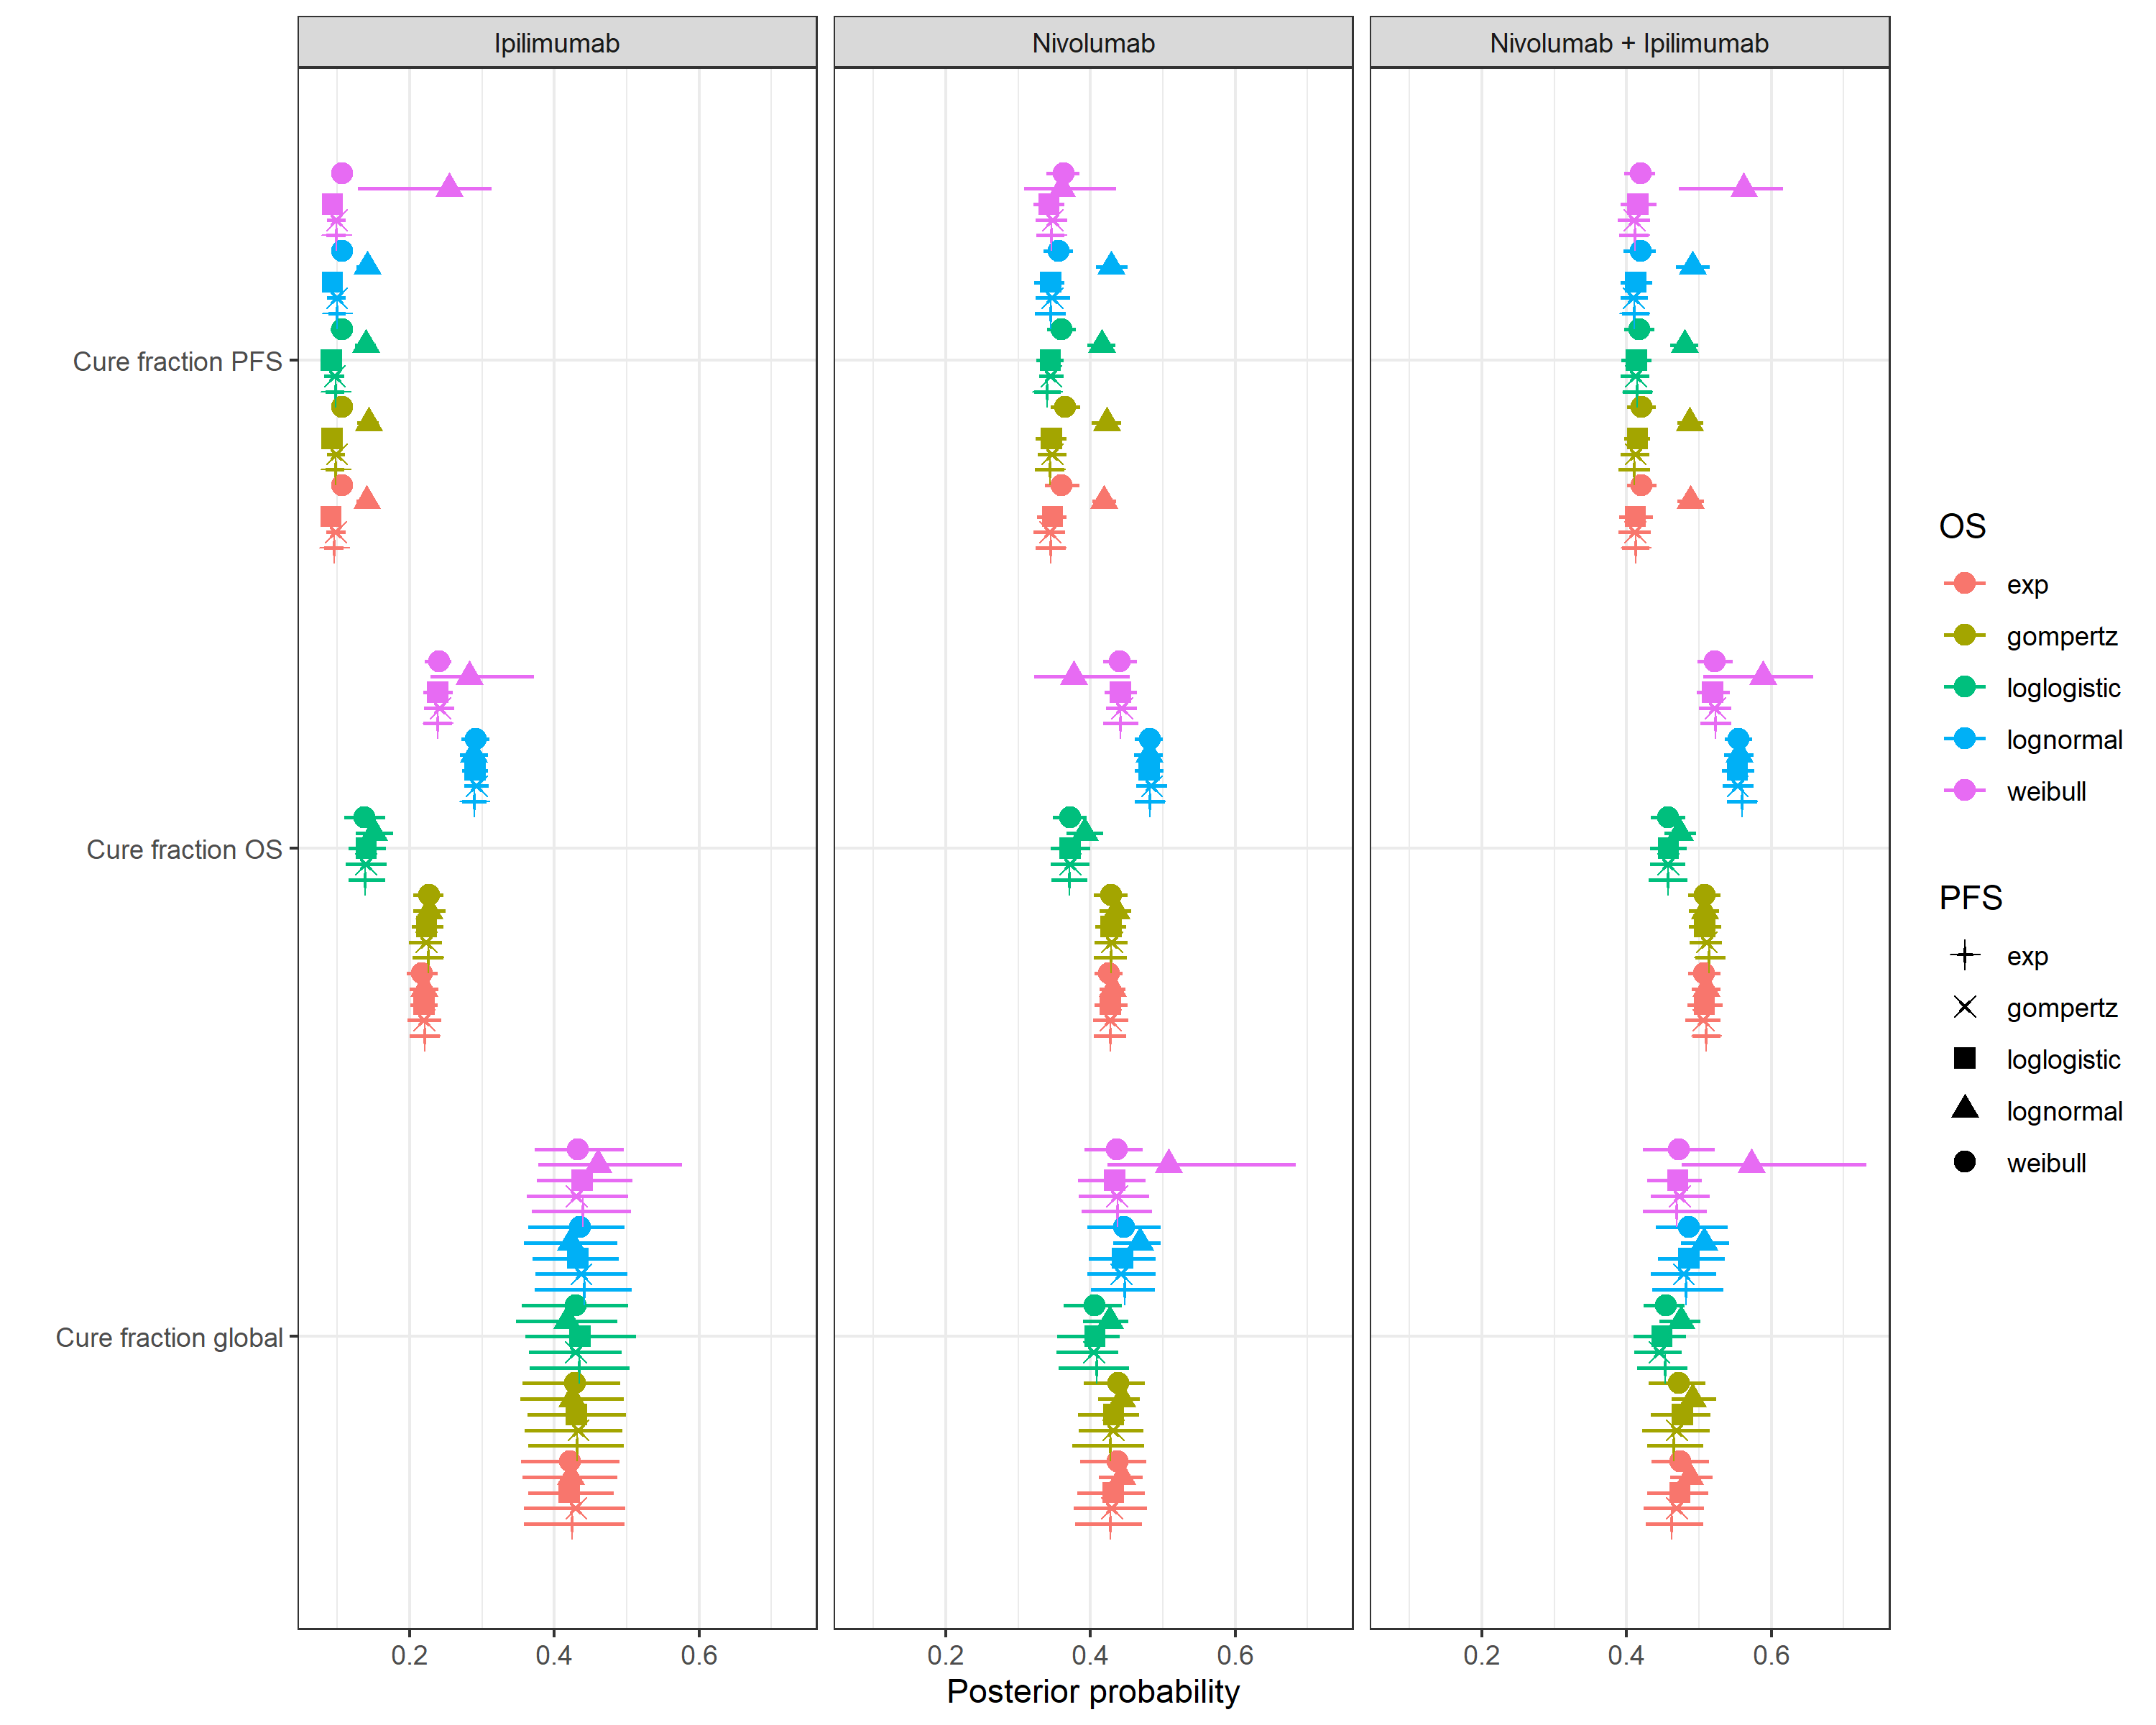 Ipilimumab
Nivolumab
Nivolumab + Ipilimumab
Cure fraction PFS
Cure fraction OS
Cure fraction global
0.2 0.4 0.6
0.2 0.4 0.6
0.2 0.4 0.6
Posterior probability
OS
exp
gompertz
loglogistic
lognormal
weibull
PFS
exp
gompertz
loglogistic
lognormal
weibull